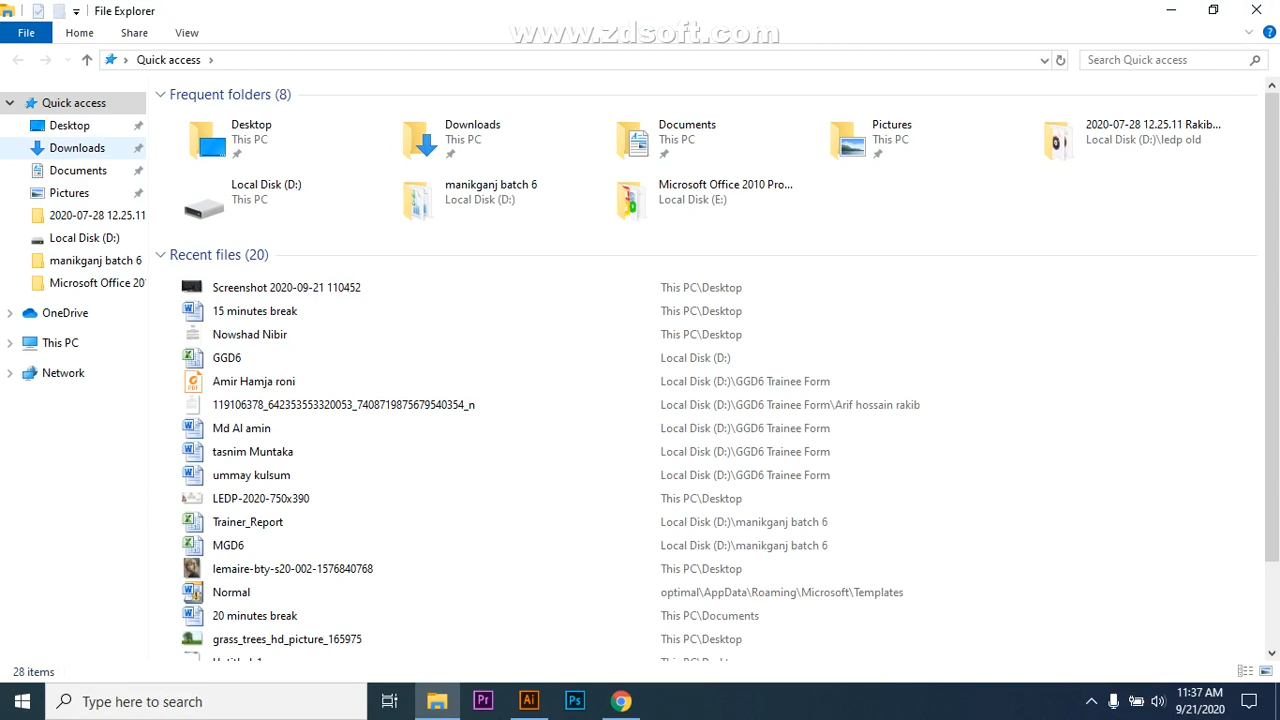 File Explorer
www.zdsoft.com
File Home Share View
Quick access
Search Quick access
Quick access
Desktop
Downloads
Documents
Pictures
2020-07-28 12.25.11
Local Disk (D:)
manikganj batch 6
Microsoft Office 20
OneDrive
This PC
Network
Frequent folders (8)
Desktop
This PC
Downloads
This PC
Documents
This PC
Pictures
This PC
2020-07-28 12.25.11 Rakib...
Local Disk (D:)\ledp old
Local Disk (D:)
This PC
manikganj batch 6
Local Disk (D:)
Microsoft Office 2010 Pro...
Local Disk (E:)
Recent files (20)
Screenshot 2020-09-21 110452 This PC\Desktop
15 minutes break This PC\Desktop
Nowshad Nibir This PC\Desktop
GGD6 Local Disk (D:)
Amir Hamja roni Local Disk (D:)\GGD6 Trainee Form
119106378_642353553320053_7408719875679540354_n Local Disk (D:)\GGD6 Trainee Form\Arif hossain rakib
Md Al amin Local Disk (D:)\GGD6 Trainee Form
tasnim Muntaka Local Disk (D:)\GGD6 Trainee Form
ummay kulsum Local Disk (D:)\GGD6 Trainee Form
LEDP-2020-750x390 This PC\Desktop
Trainer_Report Local Disk (D:)\manikganj batch 6
MGD6 Local Disk (D:)\manikganj batch 6
lemaire-bty-s20-002-1576840768 This PC\Desktop
Normal optimal\AppData\Roaming\Microsoft\Templates
20 minutes break This PC\Documents
grass_trees_hd_picture_165975 This PC\Desktop
28 items
Type here to search
Pr
Ai
Ps
11:37 AM
9/21/2020